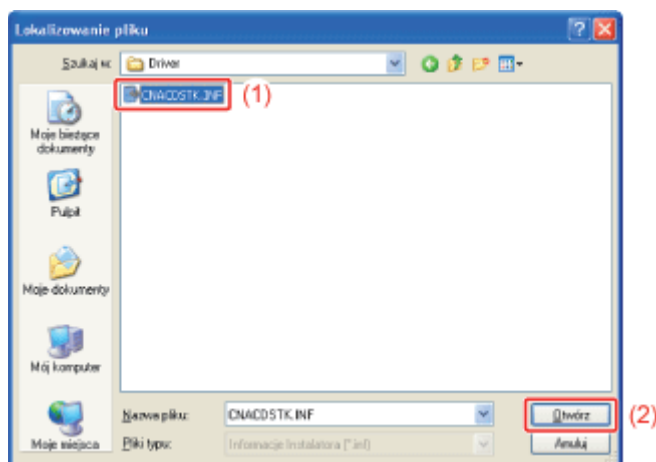 Lokalizowanie pliku
Szukaj w:
Driver
CNACDSTK.INF
(1)
Moje bieżące dokumenty
Pulpit
Moje dokumenty
Mój komputer
Moje miejsca
Nazwa pliku:
CNACDSTK.INF
Otwórz
(2)
Pliki typu:
Informacje Instalatora (*.inf)
Anuluj